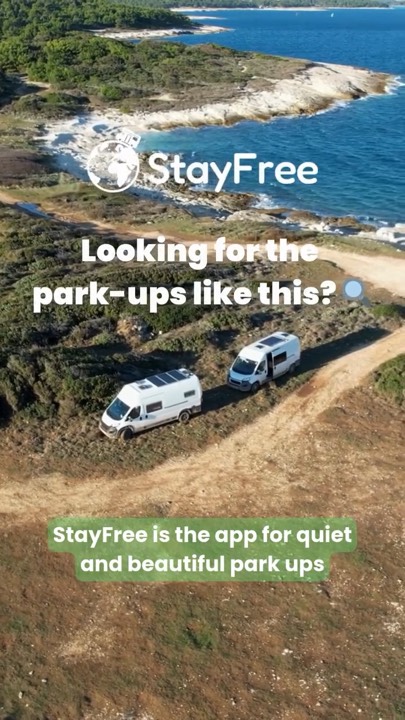 StayFree
Looking for the
park-ups like this? 🔍
StayFree is the app for quiet
and beautiful park ups